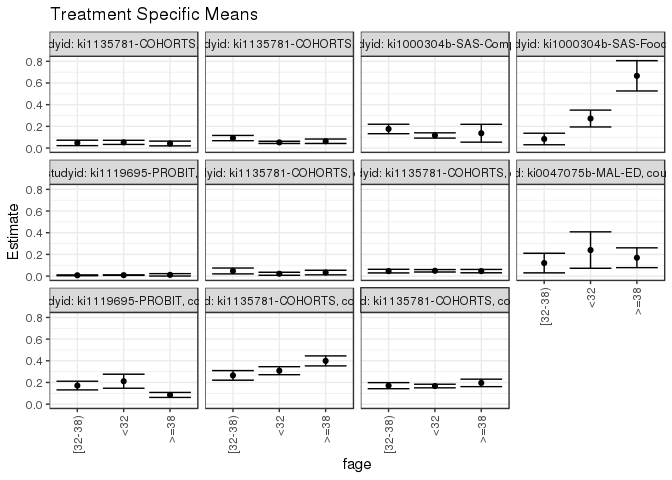 Treatment Specific Means
dyid: ki1135781-COHORTS,
dyid: ki1135781-COHORTS
dyid: ki1000304b-SAS-Comp
dyid: ki1000304b-SAS-Food
0.8
0.6
0.4
0.2
0.0
studyid: ki1119695-PROBIT,
yid: ki1135781-COHORTS,
yid: ki1135781-COHORTS,
d: ki0047075b-MAL-ED, cou
0.8
0.6
0.4
0.2
0.0
dyid: ki1119695-PROBIT, co
d: ki1135781-COHORTS, co
d: ki1135781-COHORTS, co
0.8
0.6
0.4
0.2
0.0
[32-38)
<32
>=38
[32-38)
<32
>=38
[32-38)
<32
>=38
[32-38)
<32
>=38
Estimate
fage